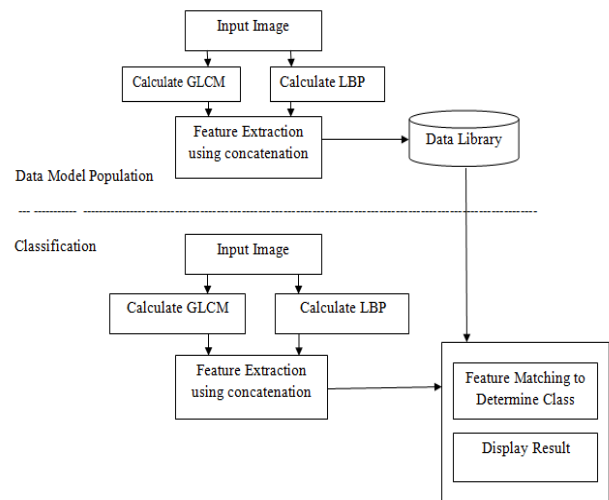 Input Image
Calculate GLCM
Calculate LBP
Feature Extraction
using concatenation
Data Library
Data Model Population
Classification
Input Image
Calculate GLCM
Calculate LBP
Feature Extraction
using concatenation
Feature Matching to
Determine Class
Display Result